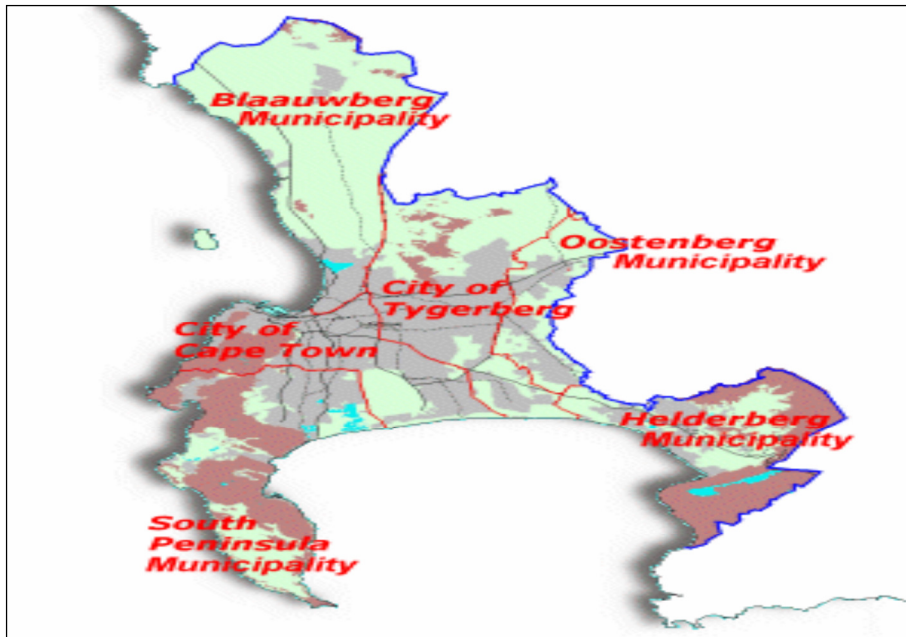 Blaauwberg
Municipality
Oostenberg
Municipality
City of
Tygerberg
City of
Cape Town
Helderberg
Municipality
South
Peninsula
Municipality